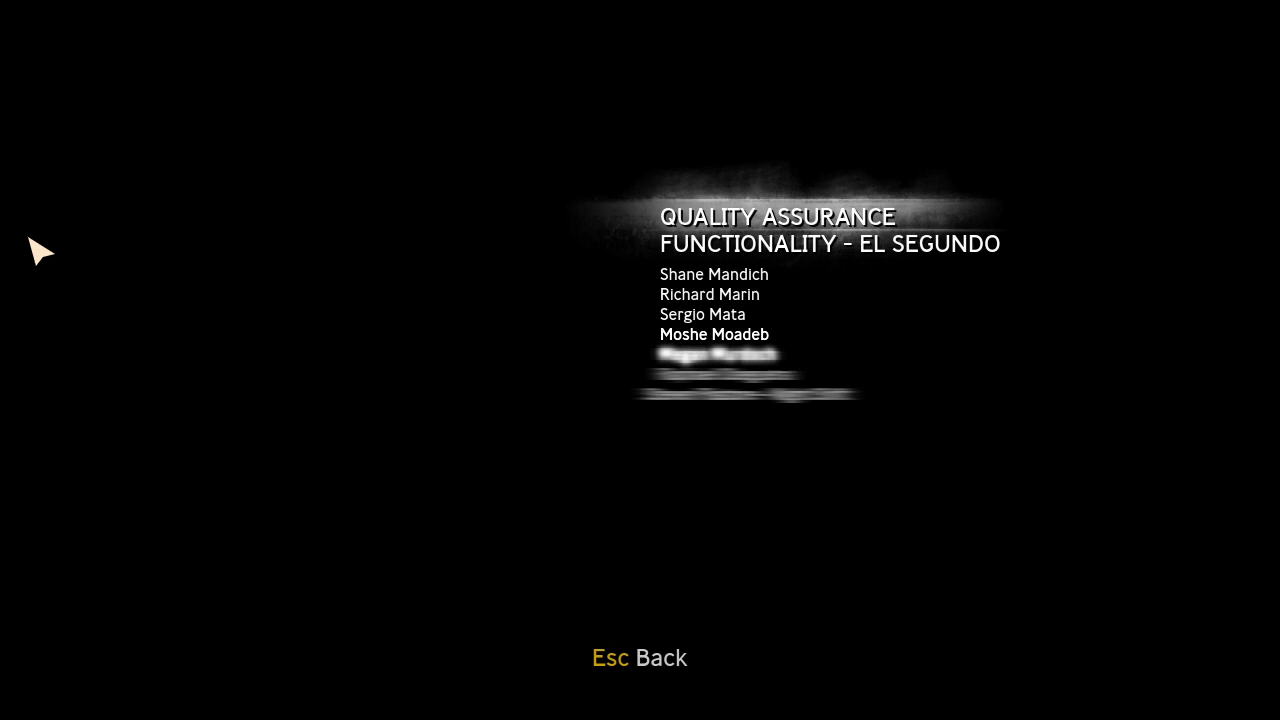 QUALITY ASSURANCE
FUNCTIONALITY - EL SEGUNDO
Shane Mandich
Richard Marin
Sergio Mata
Moshe Moadeb
Esc Back